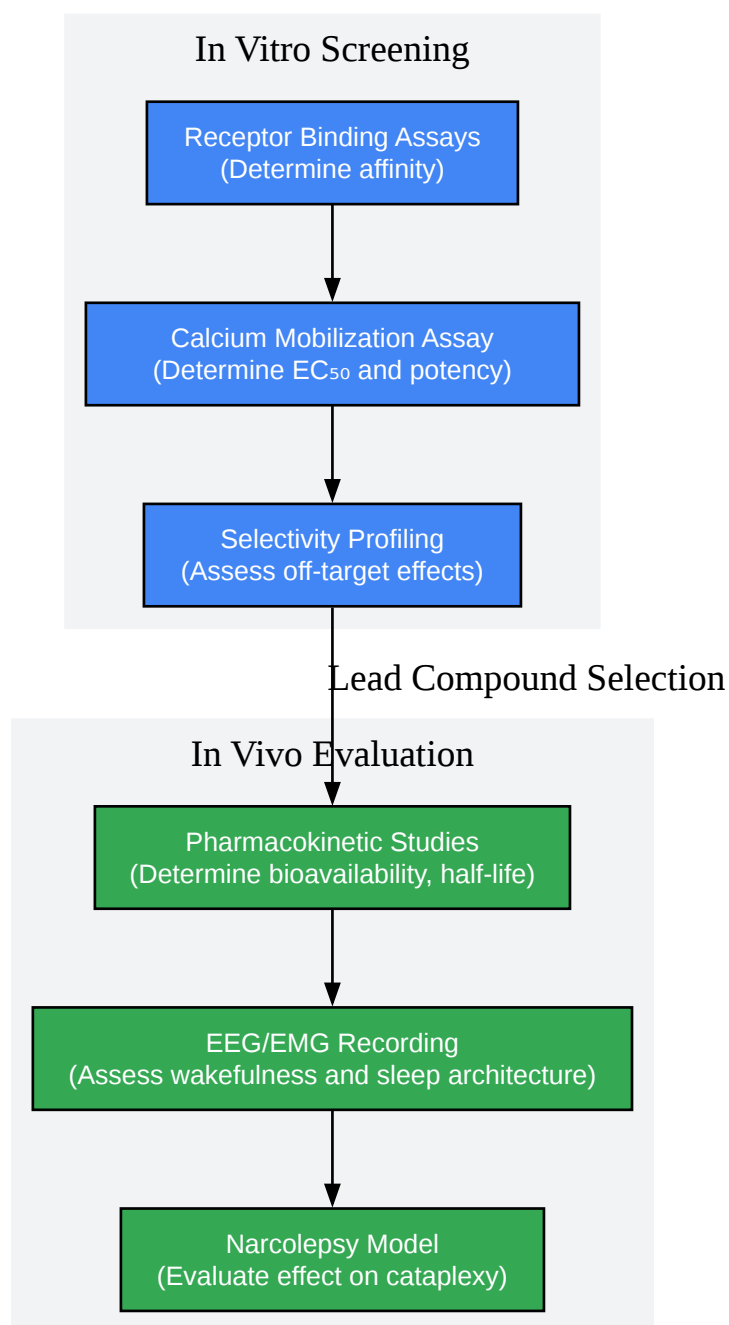 In Vitro Screening
Receptor Binding Assays
(Determine affinity)
Calcium Mobilization Assay
(Determine EC₅₀ and potency)
Selectivity Profiling
(Assess off-target effects)
Lead Compound Selection
In Vivo Evaluation
Pharmacokinetic Studies
(Determine bioavailability, half-life)
EEG/EMG Recording
(Assess wakefulness and sleep architecture)
Narcolepsy Model
(Evaluate effect on cataplexy)